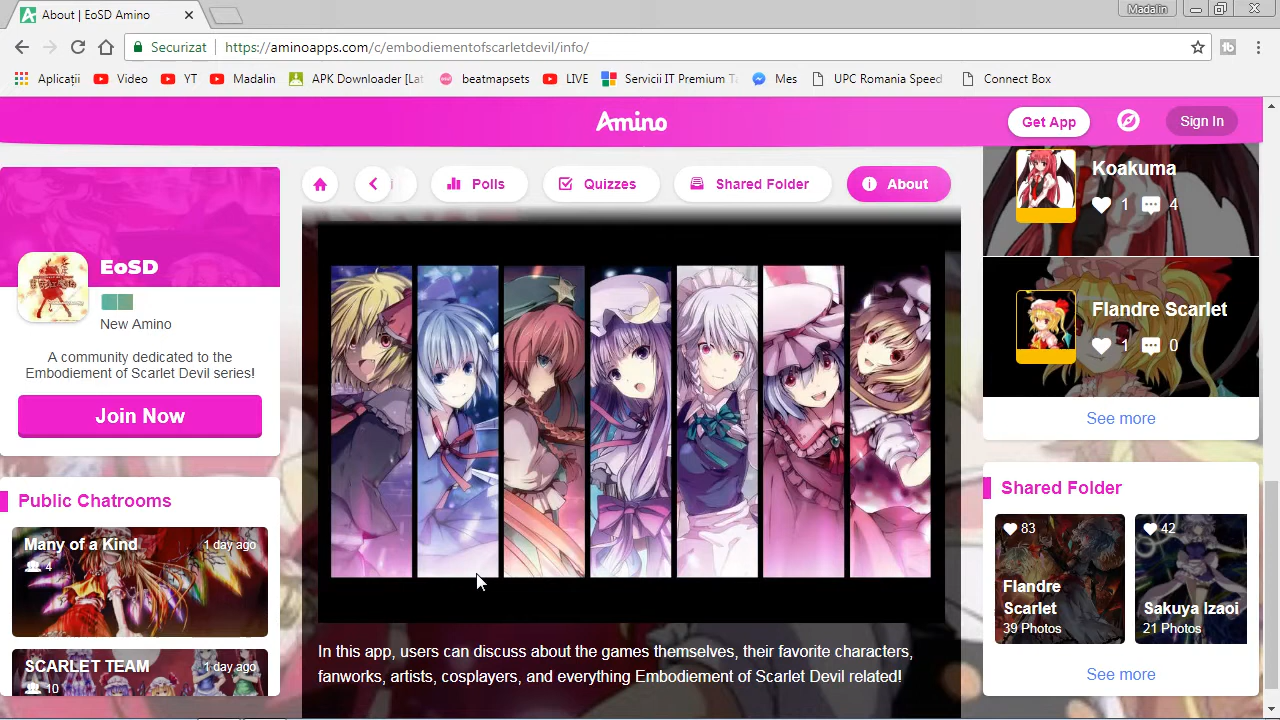 About | EoSD Amino
Madalin
Securizat
https://aminoapps.com/c/embodiementofscarletdevil/info/
Aplicații
Video
YT
Madalin
APK Downloader [Lat
beatmapsets
LIVE
Servicii IT Premium T
Mes
UPC Romania Speed
Connect Box
Amino
Get App
Sign In
Polls
Quizzes
Shared Folder
About
EoSD
New Amino
A community dedicated to the
Embodiement of Scarlet Devil series!
Join Now
Public Chatrooms
Many of a Kind
1 day ago
4
SCARLET TEAM
1 day ago
10
In this app, users can discuss about the games themselves, their favorite characters,
fanworks, artists, cosplayers, and everything Embodiement of Scarlet Devil related!
Koakuma
1 4
Flandre Scarlet
1 0
See more
Shared Folder
83
Flandre
Scarlet
39 Photos
42
Sakuya Izaoi
21 Photos
See more